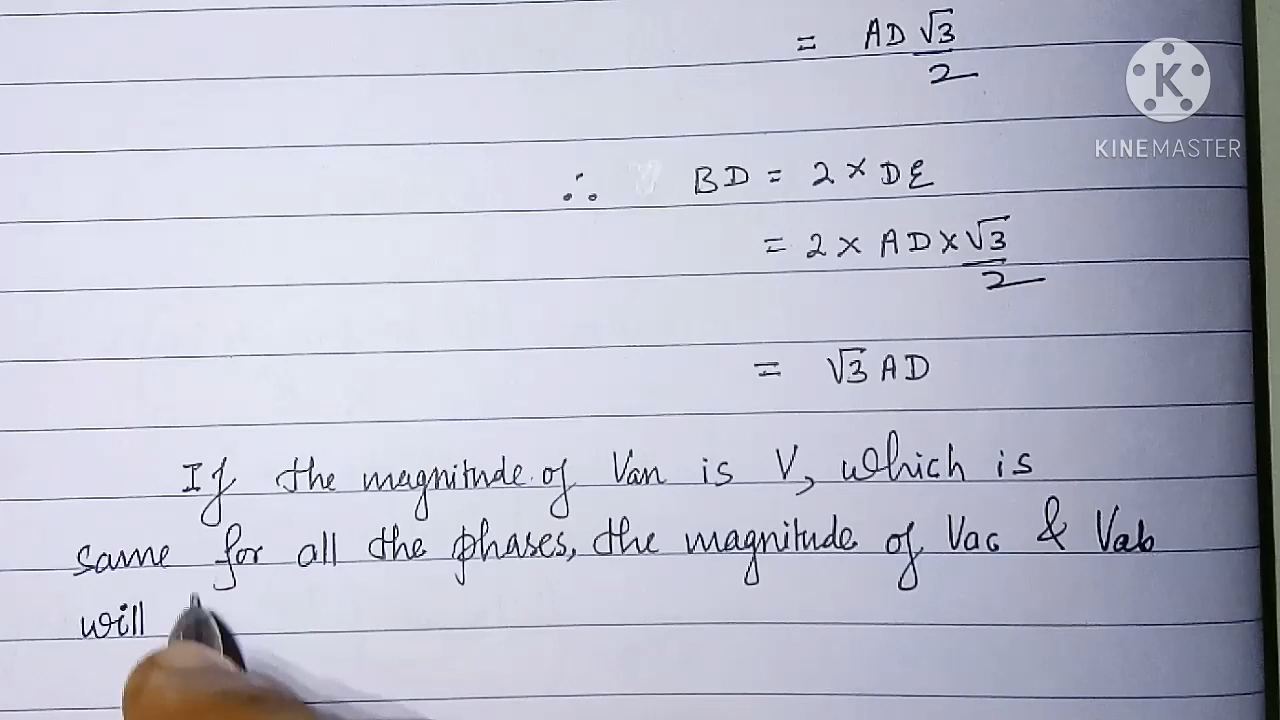 = AD √3/2
K
KINEMASTER
∴ BD = 2 × DE
= 2 × AD × √3/2
= √3 AD
If the magnitude of Van is V, which is
same for all the phases, the magnitude of Vac & Vab
will